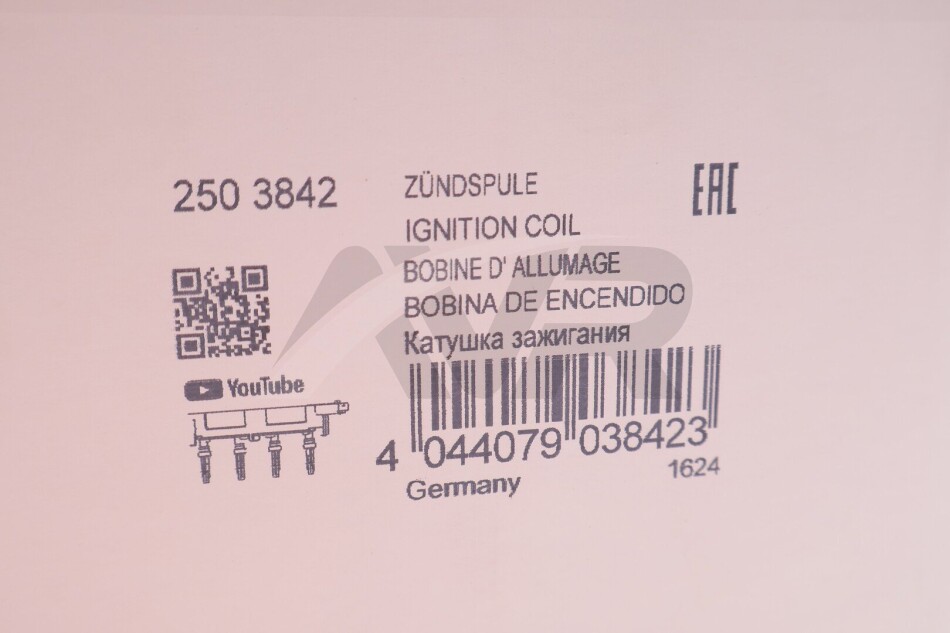 250 3842
ZÜNDSPULE
EAC
IGNITION COIL
BOBINE D' ALLUMAGE
BOBINA DE ENCENDIDO
Катушка зажигания
YouTube
4 044079 038423
Germany
1624
AVR